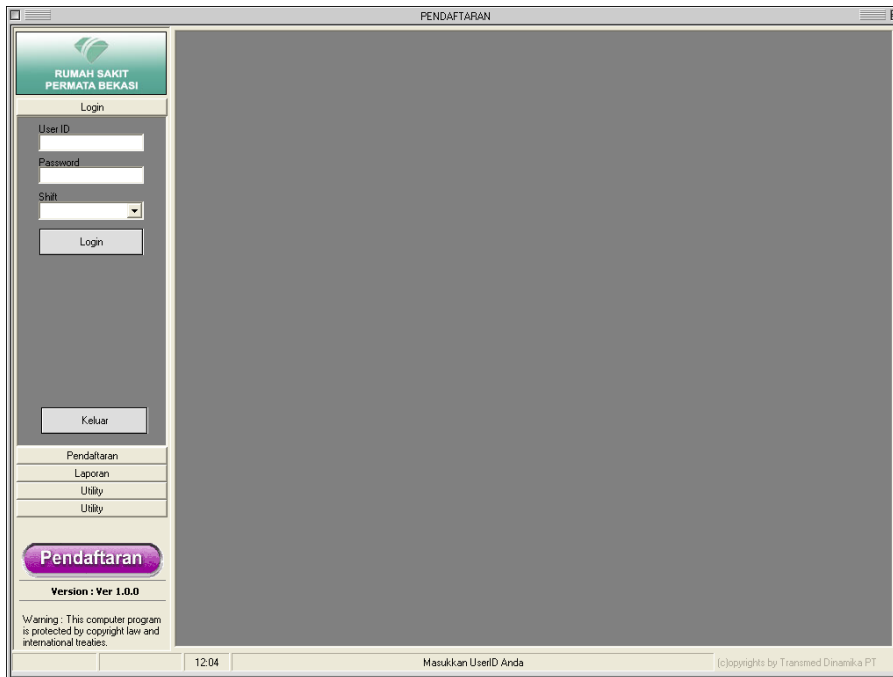 PENDAFTARAN
RUMAH SAKIT
PERMATA BEKASI
Login
User ID
Password
Shift
Login
Keluar
Pendaftaran
Laporan
Utility
Utility
Pendaftaran
Version : Ver 1.0.0
Warning : This computer program
is protected by copyright law and
international treaties.
12:04
Masukkan UserID Anda
(c)opyrights by Transmed Dinamika PT